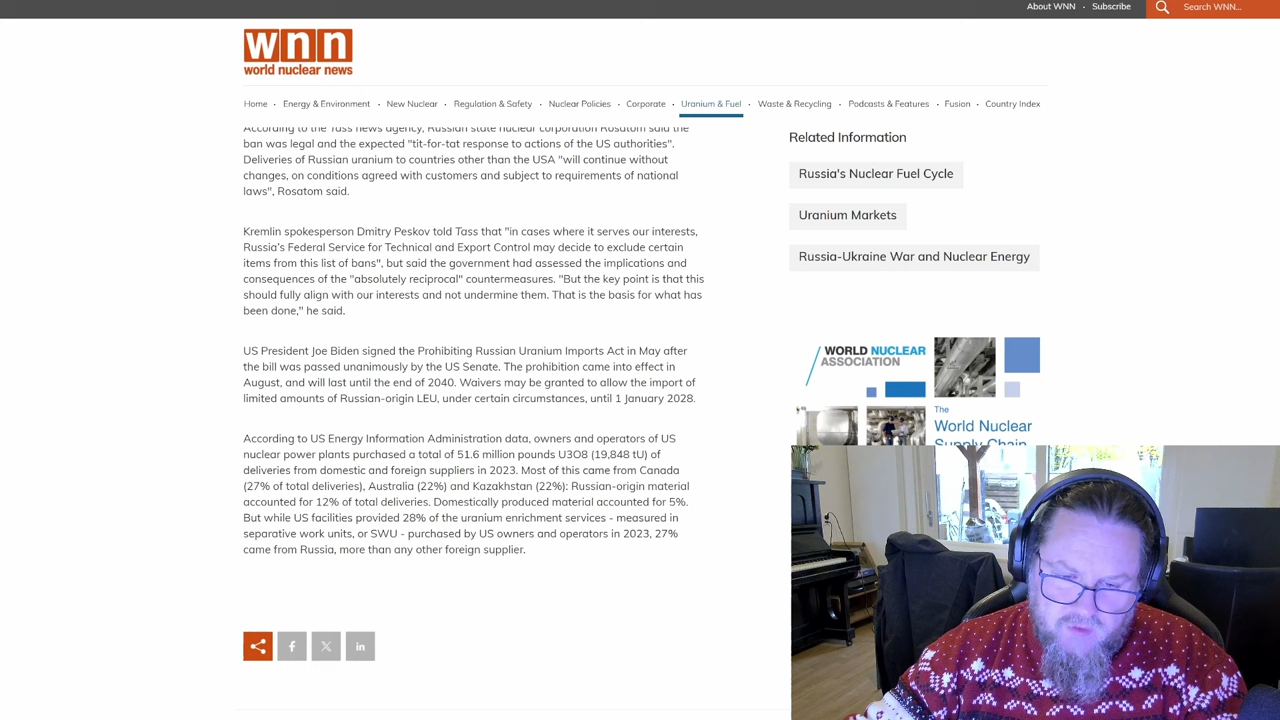 About WNN · Subscribe
Search WNN...
wnn
world nuclear news
Home · Energy & Environment · New Nuclear · Regulation & Safety · Nuclear Policies · Corporate · Uranium & Fuel · Waste & Recycling · Podcasts & Features · Fusion · Country Index
According to the Tass news agency, Russian state nuclear corporation Rosatom said the
ban was legal and the expected "tit-for-tat response to actions of the US authorities".
Deliveries of Russian uranium to countries other than the USA "will continue without
changes, on conditions agreed with customers and subject to requirements of national
laws", Rosatom said.
Kremlin spokesperson Dmitry Peskov told Tass that "in cases where it serves our interests,
Russia's Federal Service for Technical and Export Control may decide to exclude certain
items from this list of bans", but said the government had assessed the implications and
consequences of the "absolutely reciprocal" countermeasures. "But the key point is that this
should fully align with our interests and not undermine them. That is the basis for what has
been done," he said.
US President Joe Biden signed the Prohibiting Russian Uranium Imports Act in May after
the bill was passed unanimously by the US Senate. The prohibition came into effect in
August, and will last until the end of 2040. Waivers may be granted to allow the import of
limited amounts of Russian-origin LEU, under certain circumstances, until 1 January 2028.
According to US Energy Information Administration data, owners and operators of US
nuclear power plants purchased a total of 51.6 million pounds U3O8 (19,848 tU) of
deliveries from domestic and foreign suppliers in 2023. Most of this came from Canada
(27% of total deliveries), Australia (22%) and Kazakhstan (22%): Russian-origin material
accounted for 12% of total deliveries. Domestically produced material accounted for 5%.
But while US facilities provided 28% of the uranium enrichment services - measured in
separative work units, or SWU - purchased by US owners and operators in 2023, 27%
came from Russia, more than any other foreign supplier.
f
X
in
Related Information
Russia's Nuclear Fuel Cycle
Uranium Markets
Russia-Ukraine War and Nuclear Energy
WORLD NUCLEAR
ASSOCIATION
The
World Nuclear
Supply Chain